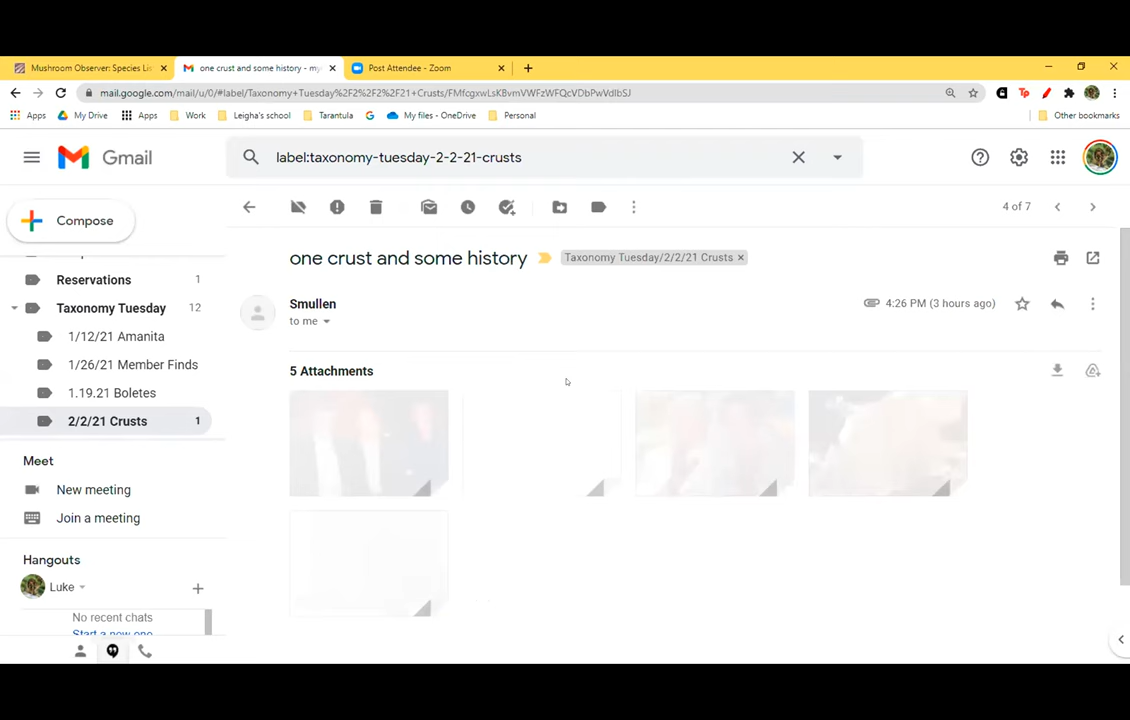 Mushroom Observer: Species Lis
one crust and some history - my
Post Attendee - Zoom
mail.google.com/mail/u/0/#label/Taxonomy+Tuesday%2F2%2F2%2F21+Crusts/FMfcgxwLsKBvmVWFzWFQcVDbPwVdlbSJ
Apps
My Drive
Apps
Work
Leigha's school
Tarantula
My files - OneDrive
Personal
Other bookmarks
Gmail
label:taxonomy-tuesday-2-2-21-crusts
Compose
4 of 7
one crust and some history
Taxonomy Tuesday/2/2/21 Crusts ×
Reservations 1
Smullen
4:26 PM (3 hours ago)
Taxonomy Tuesday 12
to me
1/12/21 Amanita
1/26/21 Member Finds
5 Attachments
1.19.21 Boletes
2/2/21 Crusts 1
Meet
New meeting
Join a meeting
Hangouts
Luke
No recent chats
Start a new one